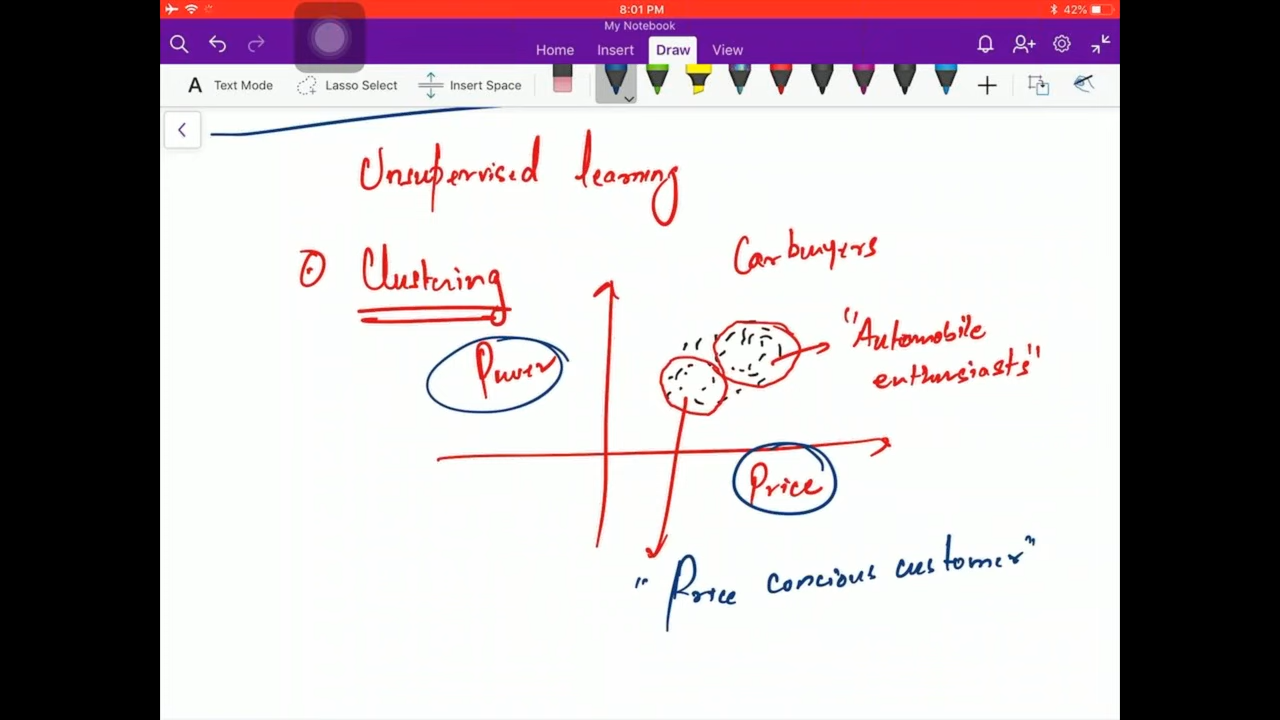 8:01 PM
42%
My Notebook
Home Insert Draw View
A Text Mode Lasso Select Insert Space
Unsupervised learning
Clustering
Car buyers
Power
"Automobile
enthusiasts"
Price
"Price concious customer"